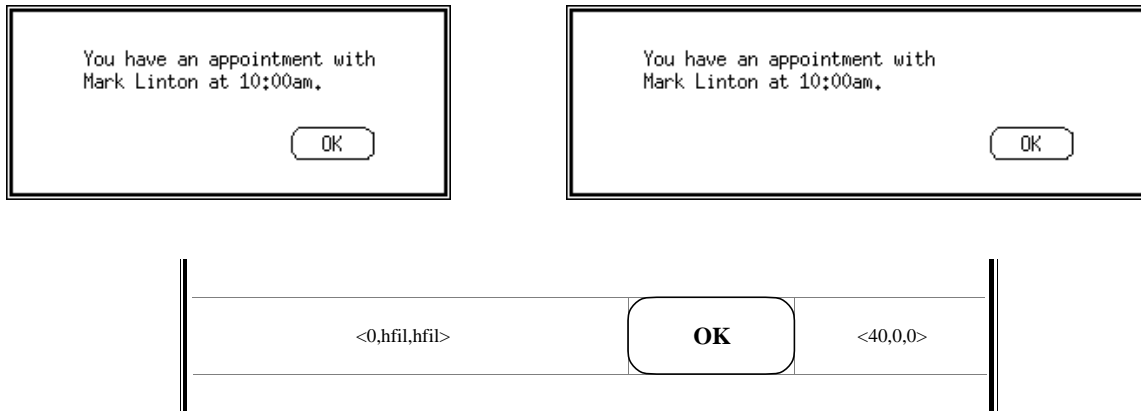 You have an appointment with
Mark Linton at 10:00am.
OK
You have an appointment with
Mark Linton at 10:00am.
OK
<0,hfil,hfil> OK <40,0,0>